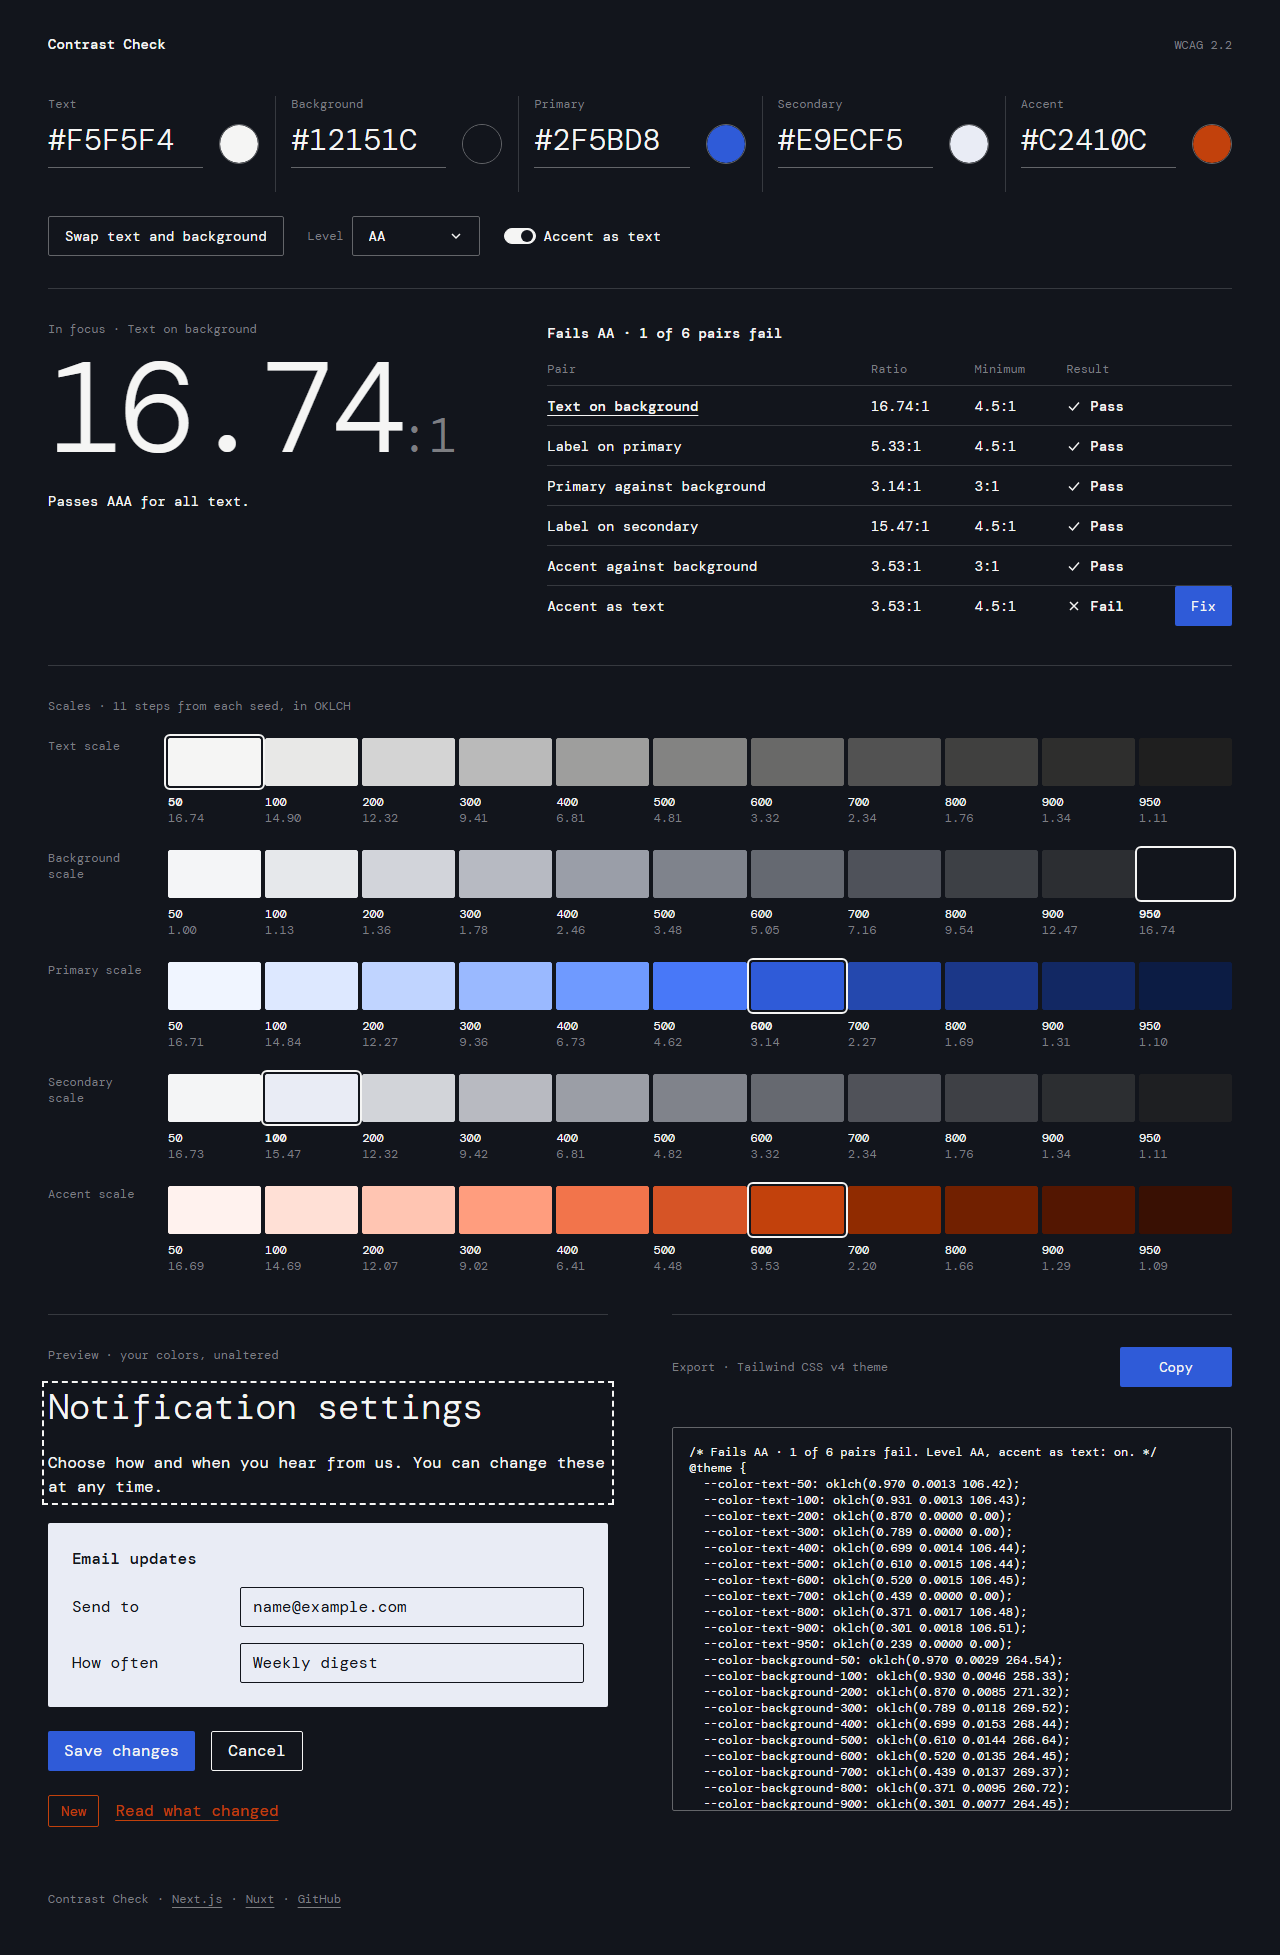 Contrast Check
WCAG 2.2
Text
Background
Primary
Secondary
Accent
#F5F5F4
#12151C
#2F5BD8
#E9ECF5
#C2410C
Swap text and background
Level
AA
Accent as text
In focus · Text on background
16.74:1
Passes AAA for all text.
Fails AA · 1 of 6 pairs fail
Pair Ratio Minimum Result
Text on background 16.74:1 4.5:1 Pass
Label on primary 5.33:1 4.5:1 Pass
Primary against background 3.14:1 3:1 Pass
Label on secondary 15.47:1 4.5:1 Pass
Accent against background 3.53:1 3:1 Pass
Accent as text 3.53:1 4.5:1 Fail Fix
Scales · 11 steps from each seed, in OKLCH
Text scale
50 100 200 300 400 500 600 700 800 900 950
16.74 14.90 12.32 9.41 6.81 4.81 3.32 2.34 1.76 1.34 1.11
Background
scale
50 100 200 300 400 500 600 700 800 900 950
1.00 1.13 1.36 1.78 2.46 3.48 5.05 7.16 9.54 12.47 16.74
Primary scale
50 100 200 300 400 500 600 700 800 900 950
16.71 14.84 12.27 9.36 6.73 4.62 3.14 2.27 1.69 1.31 1.10
Secondary
scale
50 100 200 300 400 500 600 700 800 900 950
16.73 15.47 12.32 9.42 6.81 4.82 3.32 2.34 1.76 1.34 1.11
Accent scale
50 100 200 300 400 500 600 700 800 900 950
16.69 14.69 12.07 9.02 6.41 4.48 3.53 2.20 1.66 1.29 1.09
Preview · your colors, unaltered
Notification settings
Choose how and when you hear from us. You can change these
at any time.
Email updates
Send to
name@example.com
How often
Weekly digest
Save changes
Cancel
New
Read what changed
Export · Tailwind CSS v4 theme
Copy
/* Fails AA · 1 of 6 pairs fail. Level AA, accent as text: on. */
@theme {
--color-text-50: oklch(0.970 0.0013 106.42);
--color-text-100: oklch(0.931 0.0013 106.43);
--color-text-200: oklch(0.870 0.0000 0.00);
--color-text-300: oklch(0.789 0.0000 0.00);
--color-text-400: oklch(0.699 0.0014 106.44);
--color-text-500: oklch(0.610 0.0015 106.44);
--color-text-600: oklch(0.520 0.0015 106.45);
--color-text-700: oklch(0.439 0.0000 0.00);
--color-text-800: oklch(0.371 0.0017 106.48);
--color-text-900: oklch(0.301 0.0018 106.51);
--color-text-950: oklch(0.239 0.0000 0.00);
--color-background-50: oklch(0.970 0.0029 264.54);
--color-background-100: oklch(0.930 0.0046 258.33);
--color-background-200: oklch(0.870 0.0085 271.32);
--color-background-300: oklch(0.789 0.0118 269.52);
--color-background-400: oklch(0.699 0.0153 268.44);
--color-background-500: oklch(0.610 0.0144 266.64);
--color-background-600: oklch(0.520 0.0135 264.45);
--color-background-700: oklch(0.439 0.0137 269.37);
--color-background-800: oklch(0.371 0.0095 260.72);
--color-background-900: oklch(0.301 0.0077 264.45);
Contrast Check · Next.js · Nuxt · GitHub